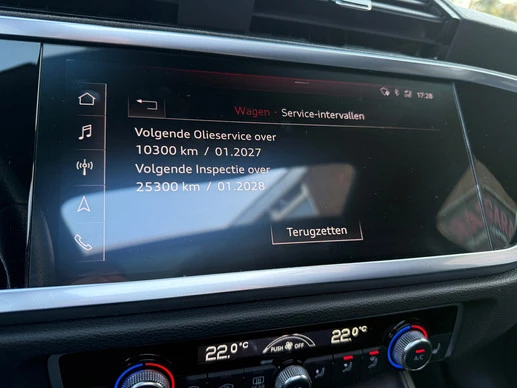 17:28
Wagen · Service-intervallen
Volgende Olieservice over
10300 km / 01.2027
Volgende Inspectie over
25300 km / 01.2028
Terugzetten
22.0°C PUSH OFF 22.0°C
A/C